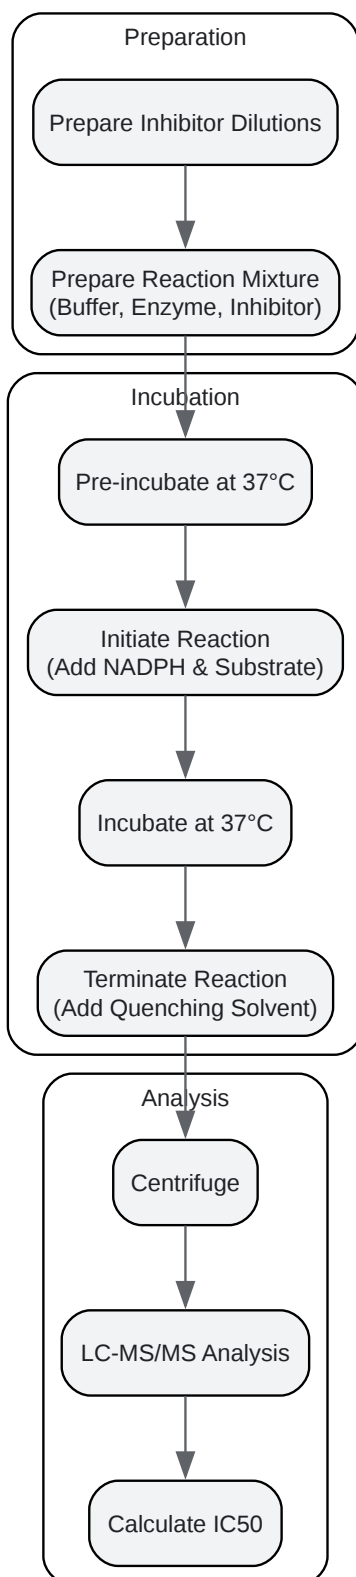 Preparation
Prepare Inhibitor Dilutions
Prepare Reaction Mixture
(Buffer, Enzyme, Inhibitor)
Incubation
Pre-incubate at 37°C
Initiate Reaction
(Add NADPH & Substrate)
Incubate at 37°C
Terminate Reaction
(Add Quenching Solvent)
Analysis
Centrifuge
LC-MS/MS Analysis
Calculate IC50